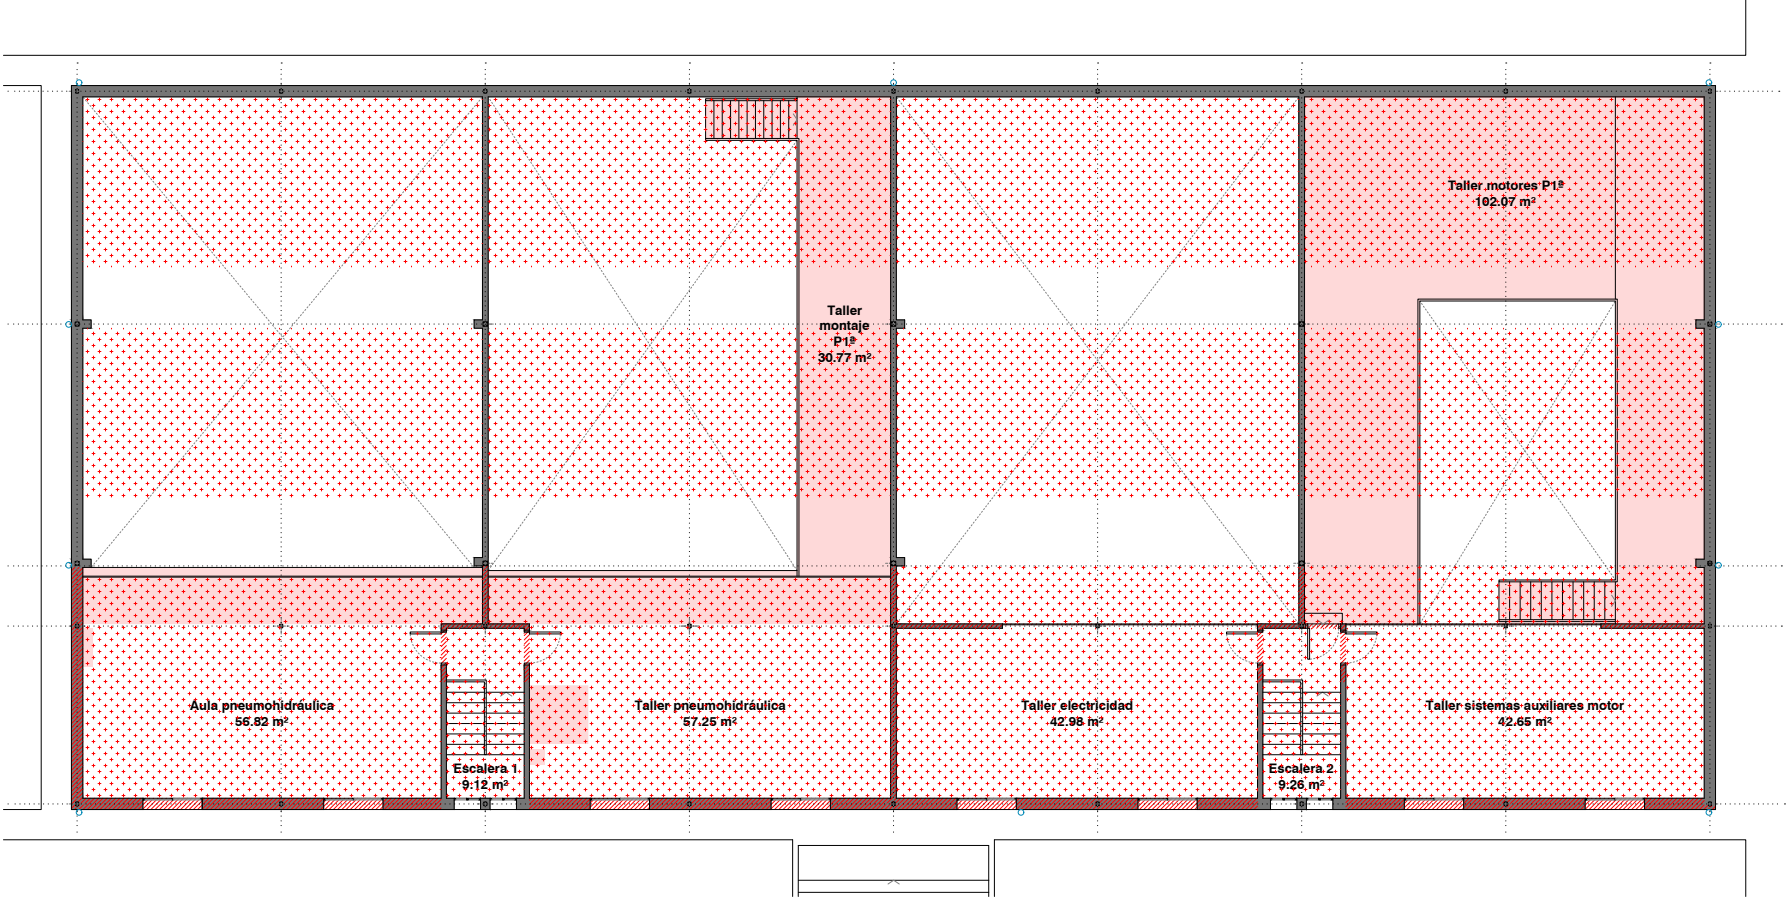 Taller motores P1ª
102.07 m²
Taller
montaje
P1ª
30.77 m²
Aula pneumohidráulica
56.82 m²
Taller pneumohidráulica
57.25 m²
Taller electricidad
42.98 m²
Taller sistemas auxiliares motor
42.65 m²
Escalera 1
9.12 m²
Escalera 2
9.26 m²